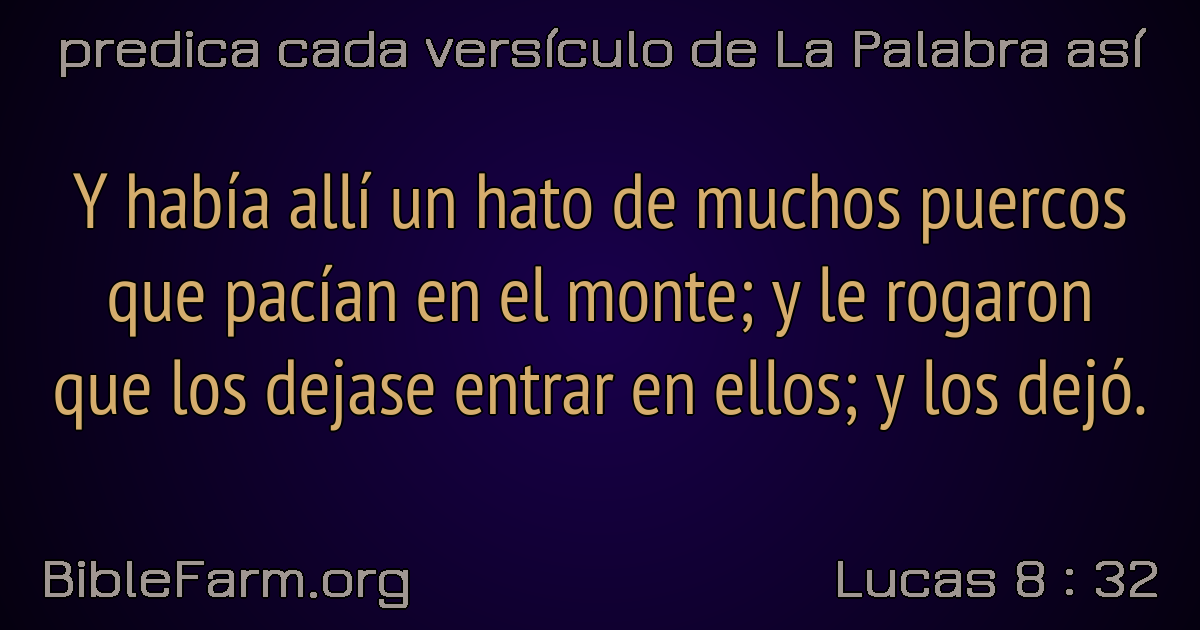 predica cada versículo de La Palabra así
Y había allí un hato de muchos puercos
que pacían en el monte; y le rogaron
que los dejase entrar en ellos; y los dejó.
BibleFarm.org
Lucas 8 : 32